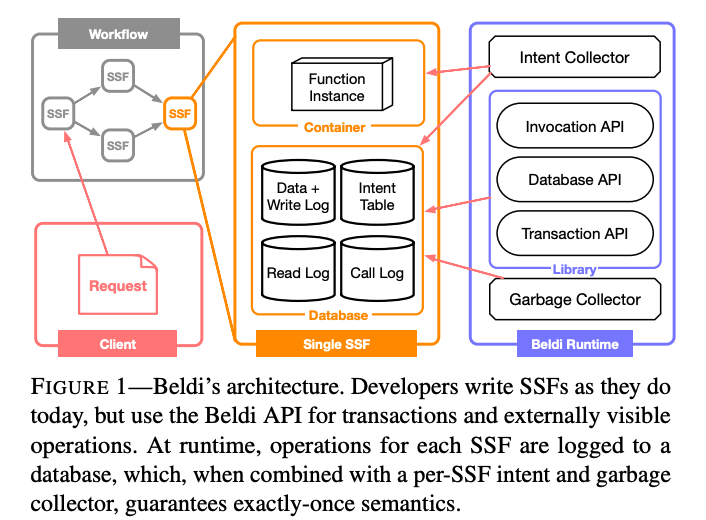 Workflow
SSF
SSF
SSF
SSF
Request
Client
Function
Instance
Container
Data +
Write Log
Intent
Table
Read Log
Call Log
Database
Single SSF
Intent Collector
Invocation API
Database API
Transaction API
Library
Garbage Collector
Beldi Runtime
FIGURE 1—Beldi's architecture. Developers write SSFs as they do
today, but use the Beldi API for transactions and externally visible
operations. At runtime, operations for each SSF are logged to a
database, which, when combined with a per-SSF intent and garbage
collector, guarantees exactly-once semantics.